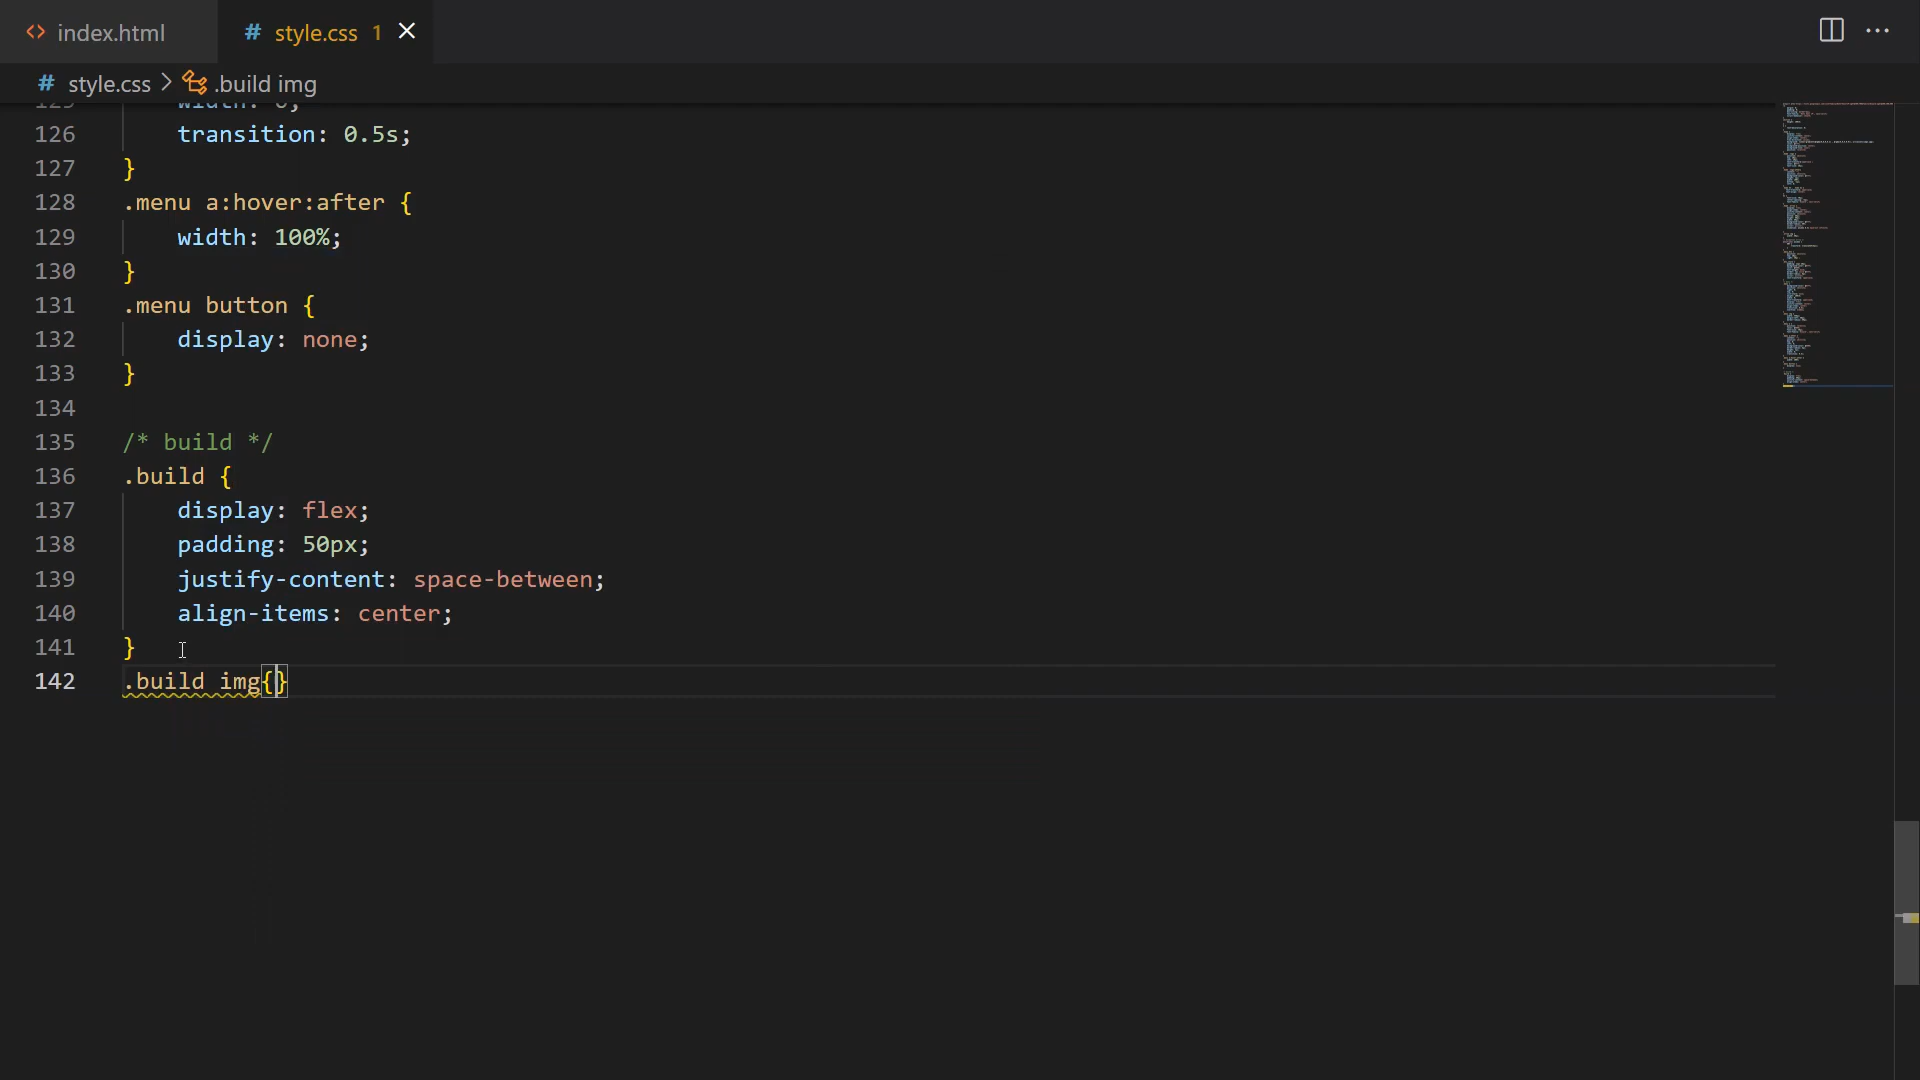 index.html
style.css 1
style.css > .build img
126 transition: 0.5s;
127 }
128 .menu a:hover:after {
129 width: 100%;
130 }
131 .menu button {
132 display: none;
133 }
134
135 /* build */
136 .build {
137 display: flex;
138 padding: 50px;
139 justify-content: space-between;
140 align-items: center;
141 }
142 .build img{}